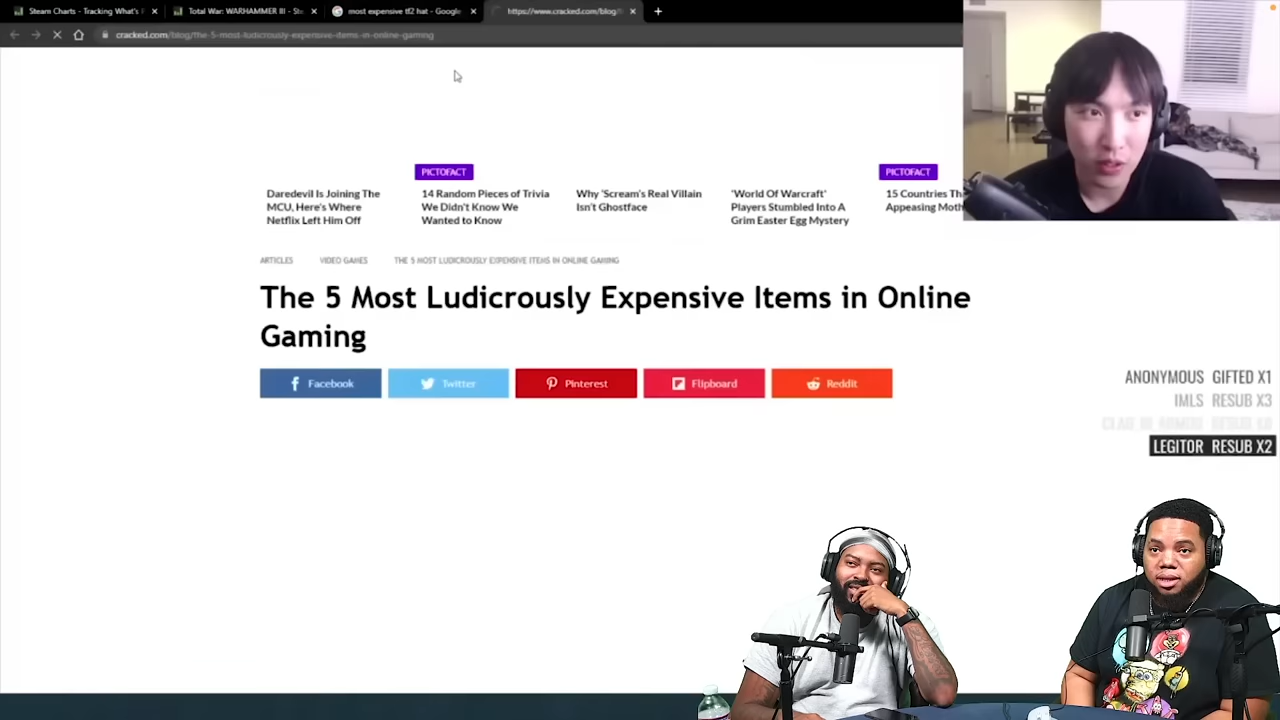 Steam Charts - Tracking What's P
Total War: WARHAMMER III - Ste
most expensive tf2 hat - Google
https://www.cracked.com/blog/
cracked.com/blog/the-5-most-ludicrously-expensive-items-in-online-gaming
PICTOFACT
PICTOFACT
Daredevil Is Joining The
MCU, Here's Where
Netflix Left Him Off
14 Random Pieces of Trivia
We Didn't Know We
Wanted to Know
Why 'Scream's Real Villain
Isn't Ghostface
'World Of Warcraft'
Players Stumbled Into A
Grim Easter Egg Mystery
15 Countries Th
Appeasing Moth
ARTICLES VIDEO GAMES THE 5 MOST LUDICROUSLY EXPENSIVE ITEMS IN ONLINE GAMING
The 5 Most Ludicrously Expensive Items in Online
Gaming
Facebook
Twitter
Pinterest
Flipboard
Reddit
ANONYMOUS GIFTED X1
IMLS RESUB X3
LEGITOR RESUB X2